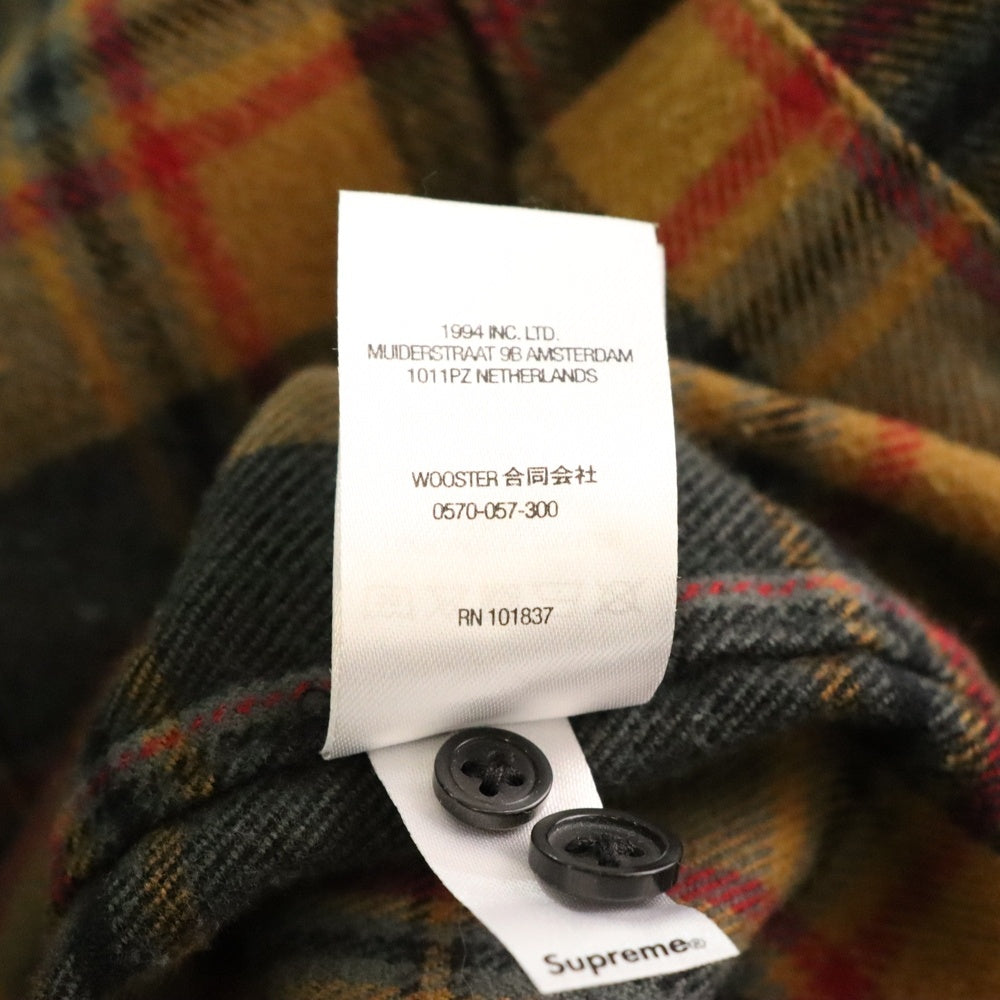 1994 INC. LTD.
MUIDERSTRAAT 9B AMSTERDAM
1011PZ NETHERLANDS
WOOSTER 合同会社
0570-057-300
RN 101837
Supreme®